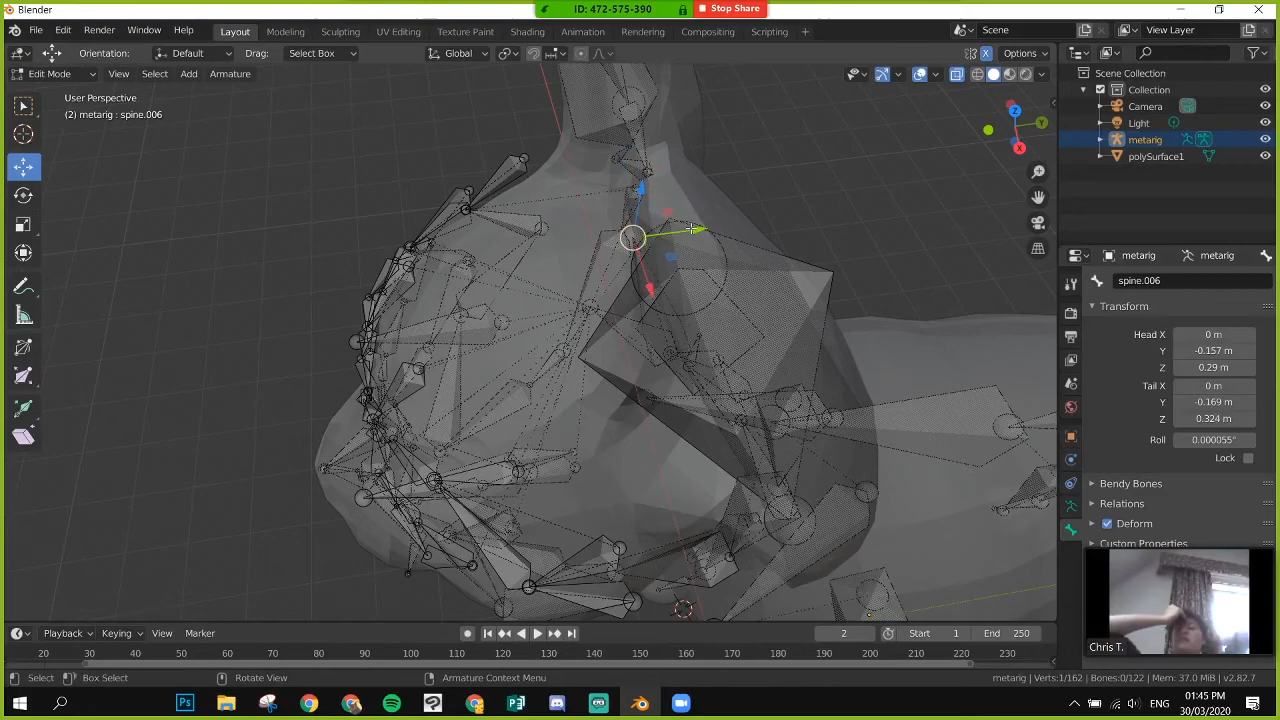 Blender
ID: 472-575-390
Stop Share
File Edit Render Window Help
Layout Modeling Sculpting UV Editing Texture Paint Shading Animation Rendering Compositing Scripting +
Scene
View Layer
Orientation: Default Drag: Select Box
Global
X Options
Edit Mode View Select Add Armature
User Perspective
(2) metarig : spine.006
Z
Y
X
Scene Collection
Collection
Camera
Light
metarig
polySurface1
metarig metarig
spine.006
Transform
Head X 0 m
Y -0.157 m
Z 0.29 m
Tail X 0 m
Y -0.169 m
Z 0.324 m
Roll 0.000055°
Lock
Bendy Bones
Relations
Deform
Custom Properties
Chris T.
Playback Keying View Marker
2 Start 1 End 250
20 30 40 50 60 70 80 90 100 110 120 130 140 150 160 170 180 190 200 210 220 230
Select Box Select Rotate View Armature Context Menu
metarig | Verts:1/145 | Bones:0/122 | Mem: 37.0 MiB | v2.82.7
Ps
ENG
01:45 PM
30/03/2020